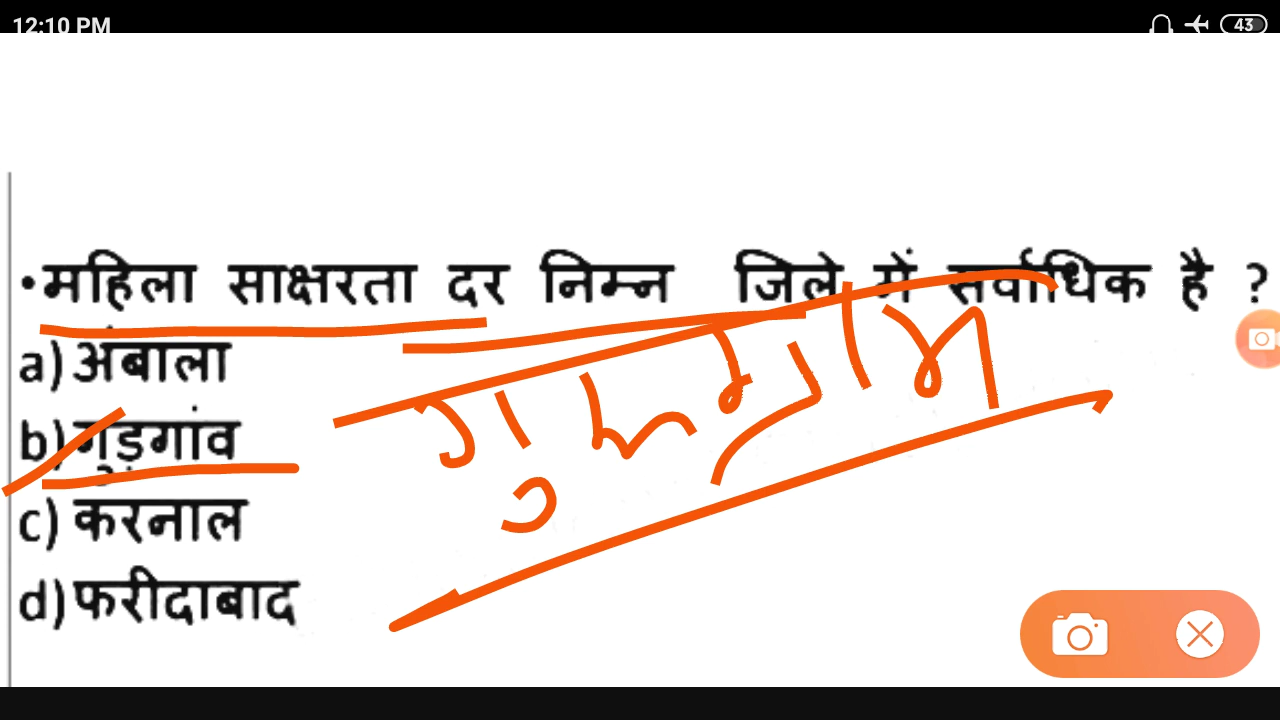 12:10 PM
43
•महिला साक्षरता दर निम्न जिले में सर्वाधिक है ?
a) अंबाला
b) गुड़गांव
गुरुग्राम
c) करनाल
d) फरीदाबाद